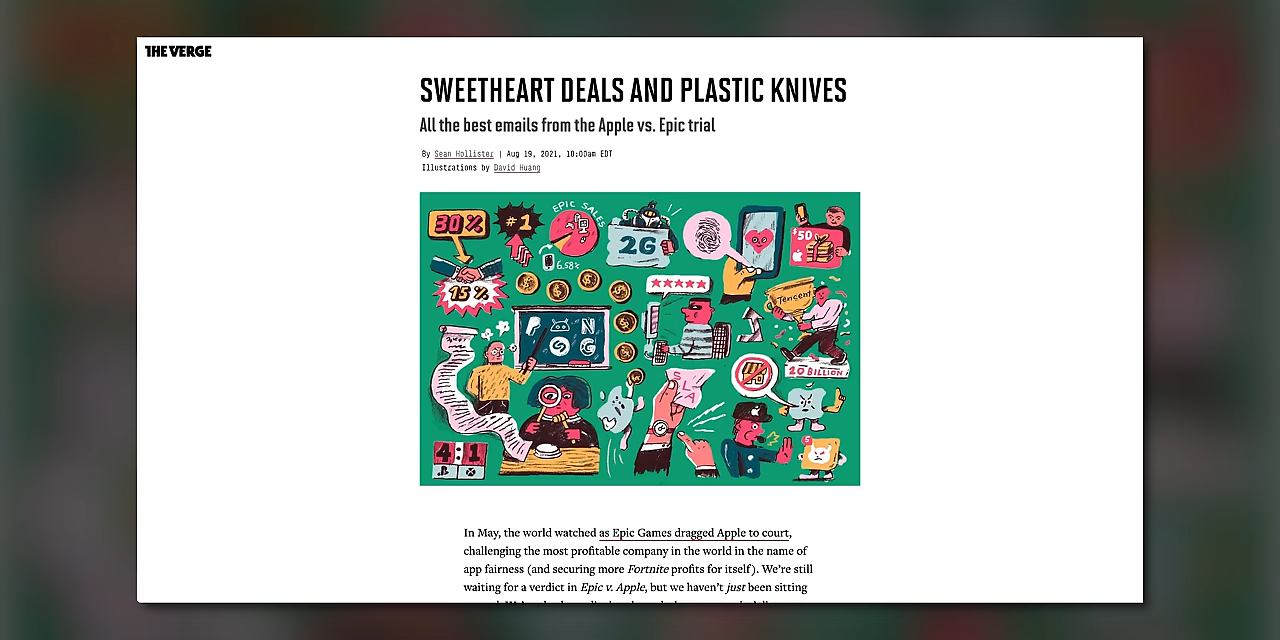 THE VERGE
SWEETHEART DEALS AND PLASTIC KNIVES
All the best emails from the Apple vs. Epic trial
By Sean Hollister | Aug 19, 2021, 10:00am EDT
Illustrations by David Huang
30%
#1
EPIC SALES
6.58%
2G
$50
15%
Tencent
20 BILLION
SLA
4:1
5
In May, the world watched as Epic Games dragged Apple to court,
challenging the most profitable company in the world in the name of
app fairness (and securing more Fortnite profits for itself). We're still
waiting for a verdict in Epic v. Apple, but we haven't just been sitting